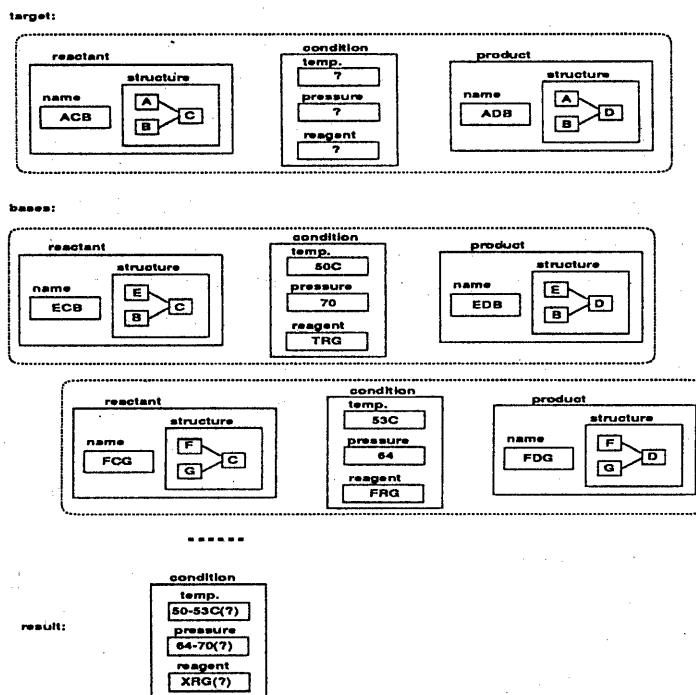 target:
reactant
structure
name
ACB
A
B
C
condition
temp.
?
pressure
?
reagent
?
product
structure
name
ADB
A
B
D
bases:
reactant
structure
name
ECB
E
B
C
condition
temp.
50C
pressure
70
reagent
TRG
product
structure
name
EDB
E
B
D
reactant
structure
name
FCG
F
G
C
condition
temp.
53C
pressure
64
reagent
FRG
product
structure
name
FDG
F
G
D
------
result:
condition
temp.
50-53C(?)
pressure
64-70(?)
reagent
XRG(?)